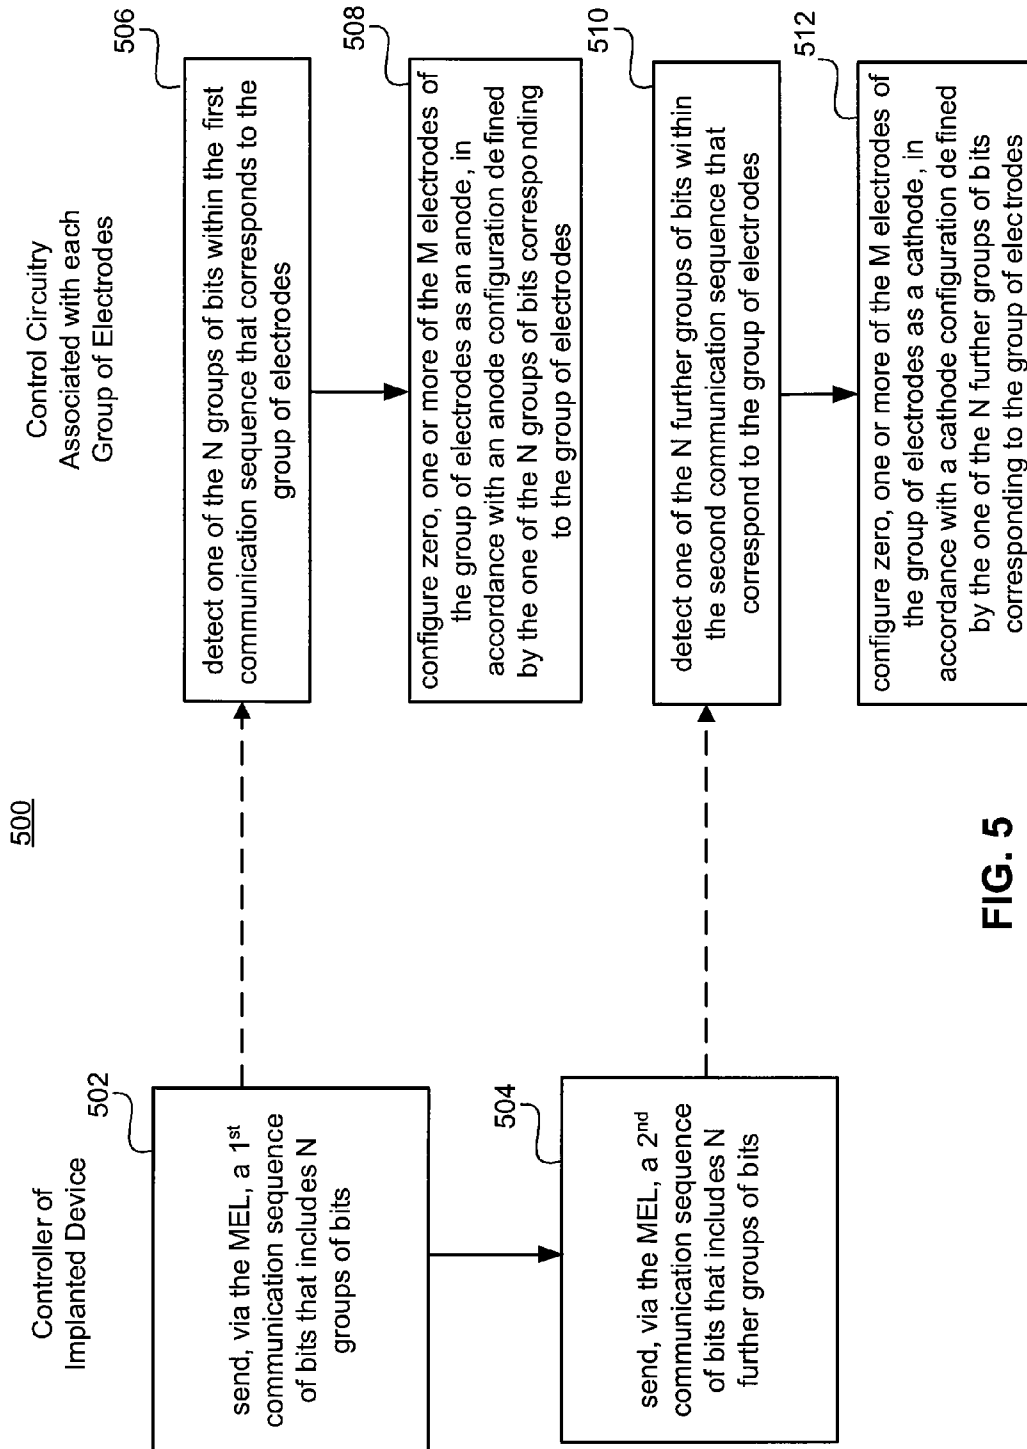 500
Controller of
Implanted Device
Control Circuitry
Associated with each
Group of Electrodes
502
send, via the MEL, a 1st
communication sequence
of bits that includes N
groups of bits
504
send, via the MEL, a 2nd
communication sequence
of bits that includes N
further groups of bits
506
detect one of the N groups of bits within the first
communication sequence that corresponds to the
group of electrodes
508
configure zero, one or more of the M electrodes of
the group of electrodes as an anode, in
accordance with an anode configuration defined
by the one of the N groups of bits corresponding
to the group of electrodes
510
detect one of the N further groups of bits within
the second communication sequence that
correspond to the group of electrodes
512
configure zero, one or more of the M electrodes of
the group of electrodes as a cathode, in
accordance with a cathode configuration defined
by the one of the N further groups of bits
corresponding to the group of electrodes
FIG. 5